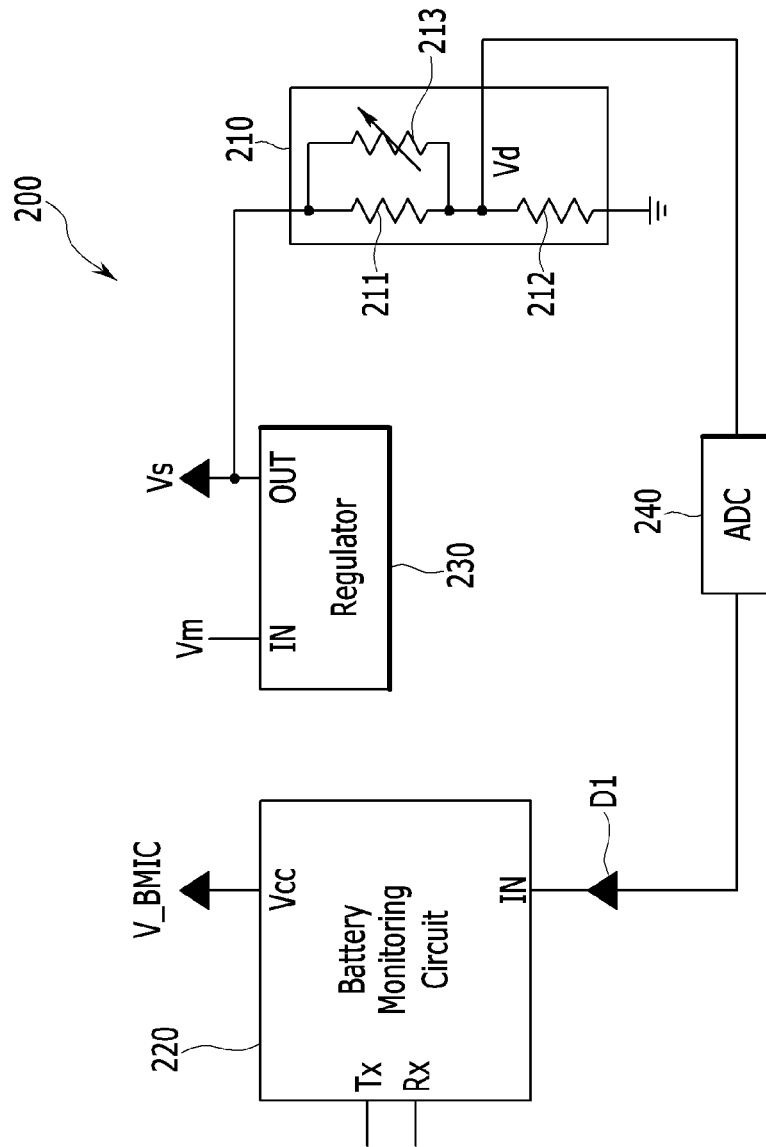 200
220
V_BMIC
Vcc
Tx
Rx
Battery
Monitoring
Circuit
IN
D1
Vm
Vs
IN
OUT
Regulator
230
210
213
211
Vd
212
240
ADC